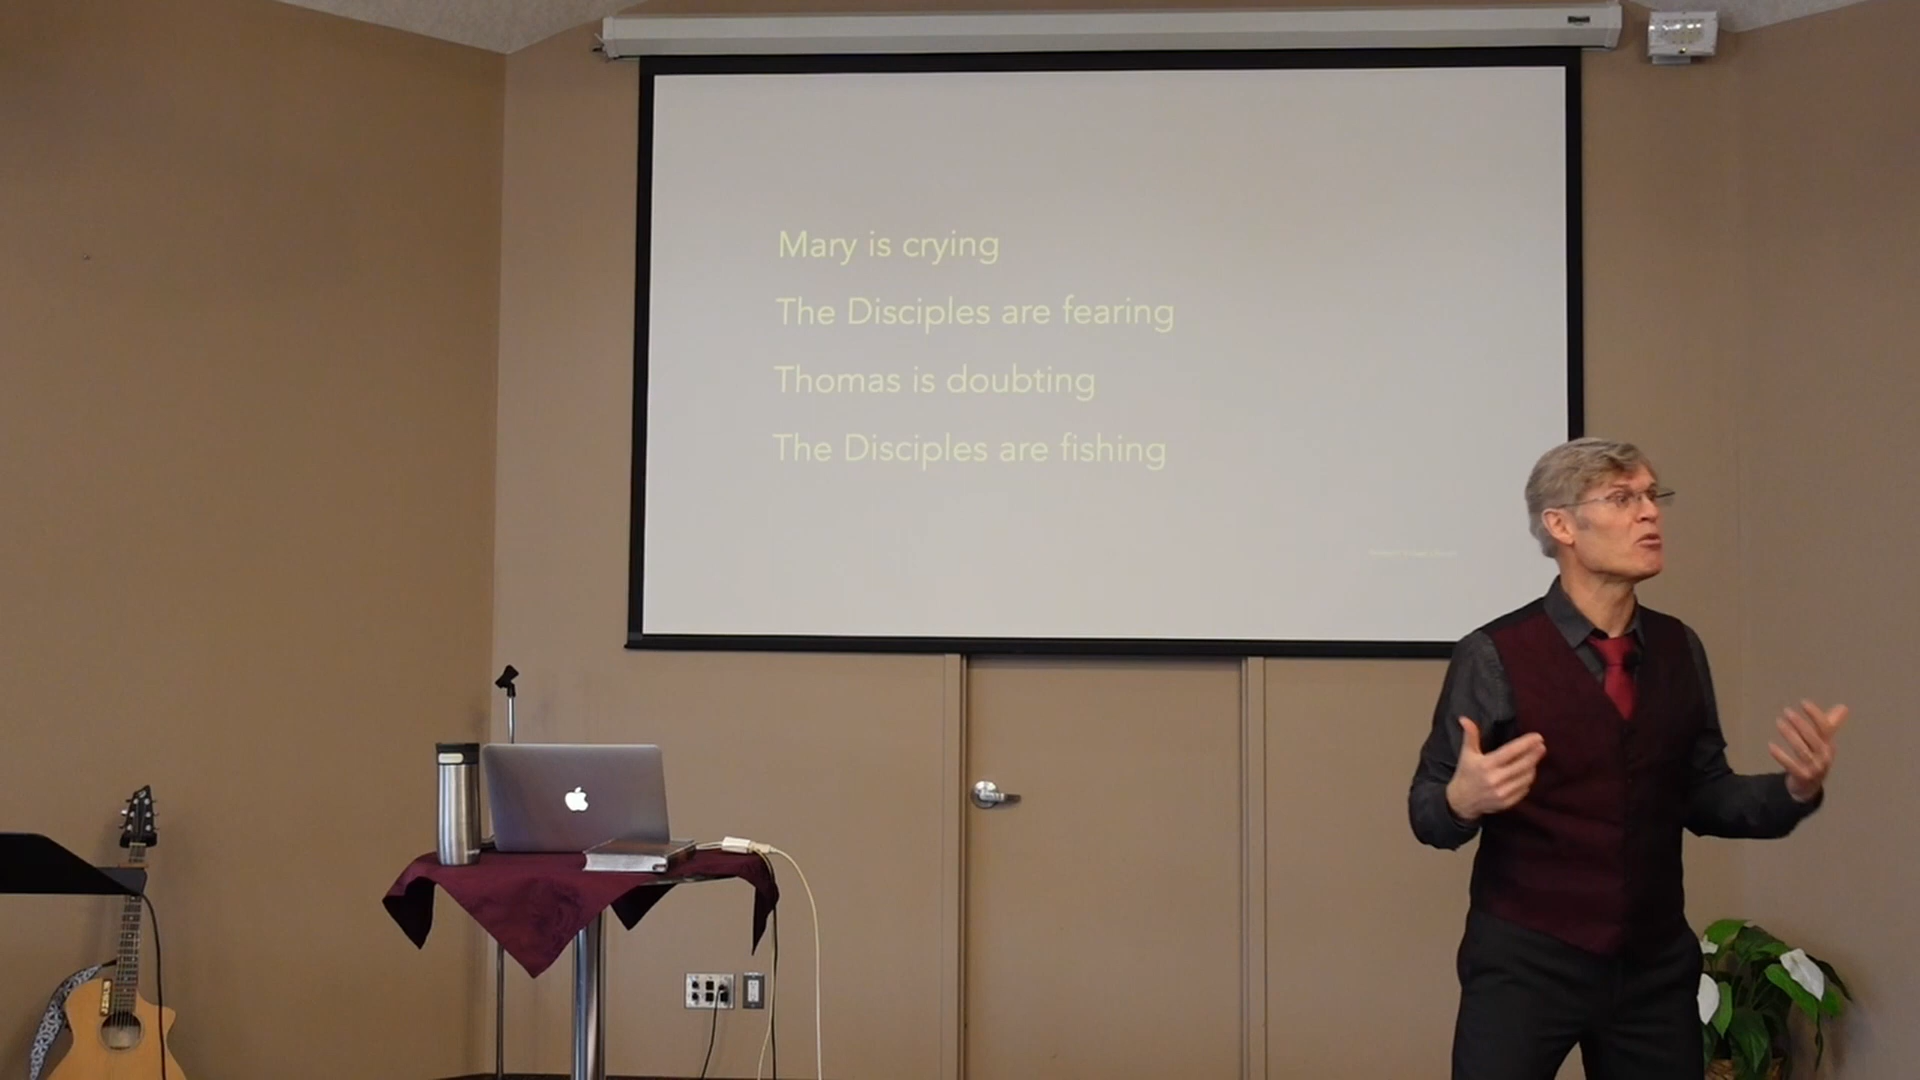 Mary is crying
The Disciples are fearing
Thomas is doubting
The Disciples are fishing